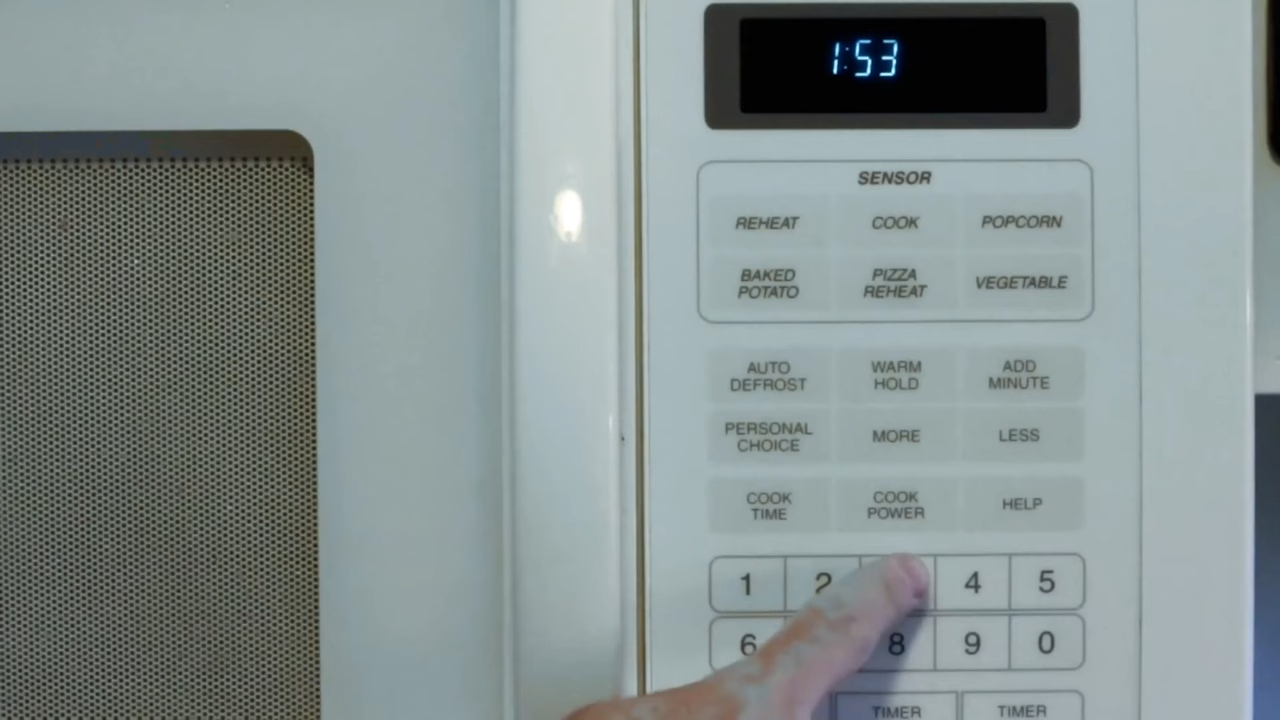 1:53
SENSOR
REHEAT COOK POPCORN
BAKED POTATO PIZZA REHEAT VEGETABLE
AUTO DEFROST WARM HOLD ADD MINUTE
PERSONAL CHOICE MORE LESS
COOK TIME COOK POWER HELP
1 2 4 5
6 8 9 0
TIMER TIMER